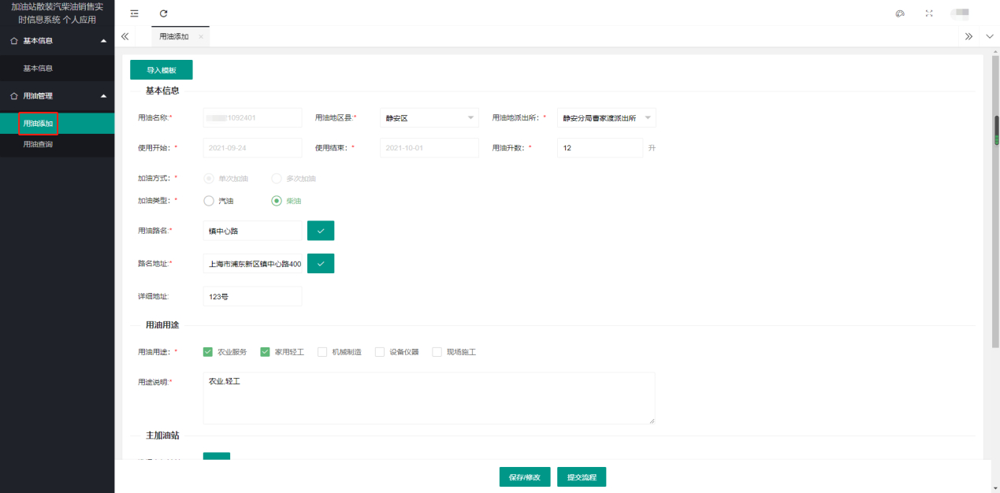 加油站散装汽柴油销售实
时信息系统 个人应用
基本信息
基本信息
用油管理
用油添加
用油查询
用油添加
导入模板
基本信息
用油名称:* 21092401 用油地区县:* 静安区 用油地派出所: * 静安分局曹家渡派出所
使用开始: * 2021-09-24 使用结束: * 2021-10-01 用油升数: * 12 升
加油方式: * 单次加油 多次加油
加油类型: * 汽油 柴油
用油路名:* 镇中心路
路名地址:* 上海市浦东新区镇中心路400
详细地址: 123号
用油用途
用油用途: * 农业服务 家用轻工 机械制造 设备仪器 现场施工
用途说明:* 农业.轻工
主加油站
保存/修改 提交流程